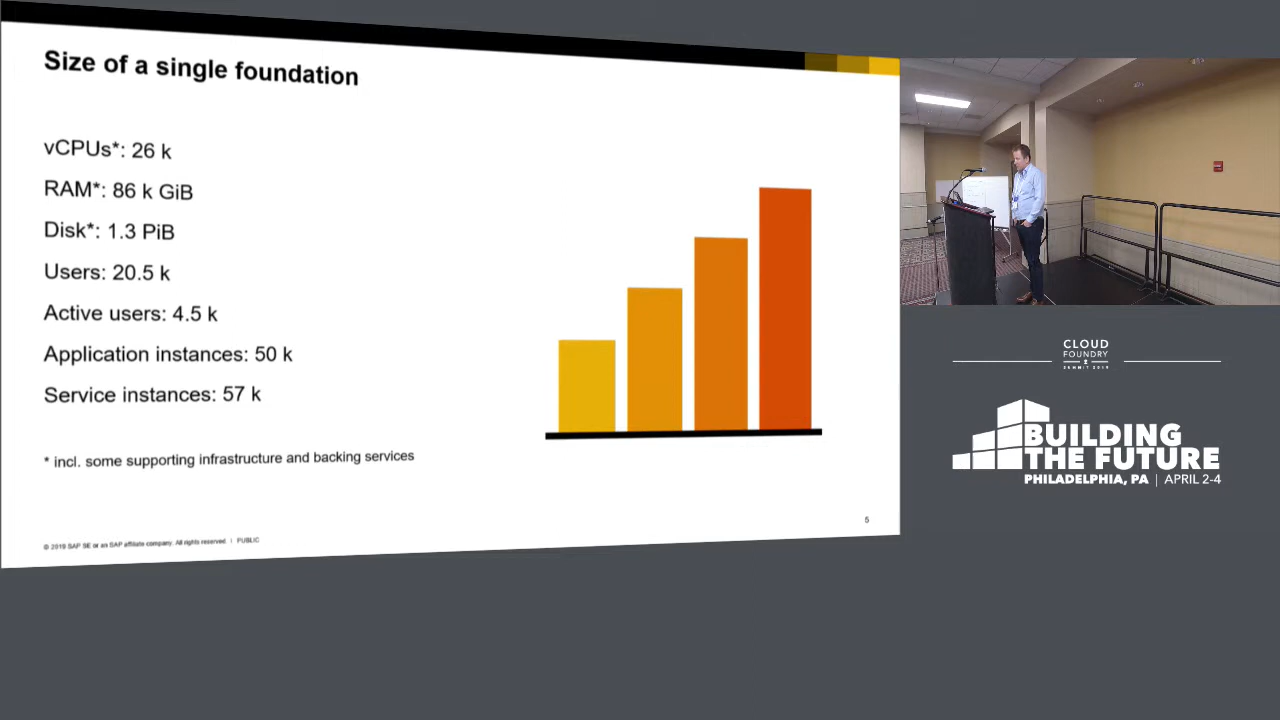 Size of a single foundation
vCPUs*: 26 k
RAM*: 86 k GiB
Disk*: 1.3 PiB
Users: 20.5 k
Active users: 4.5 k
Application instances: 50 k
Service instances: 57 k
* incl. some supporting infrastructure and backing services
5
© 2019 SAP SE or an SAP affiliate company. All rights reserved. | PUBLIC
CLOUD
FOUNDRY
SUMMIT 2019
BUILDING
THE FUTURE
PHILADELPHIA, PA | APRIL 2-4